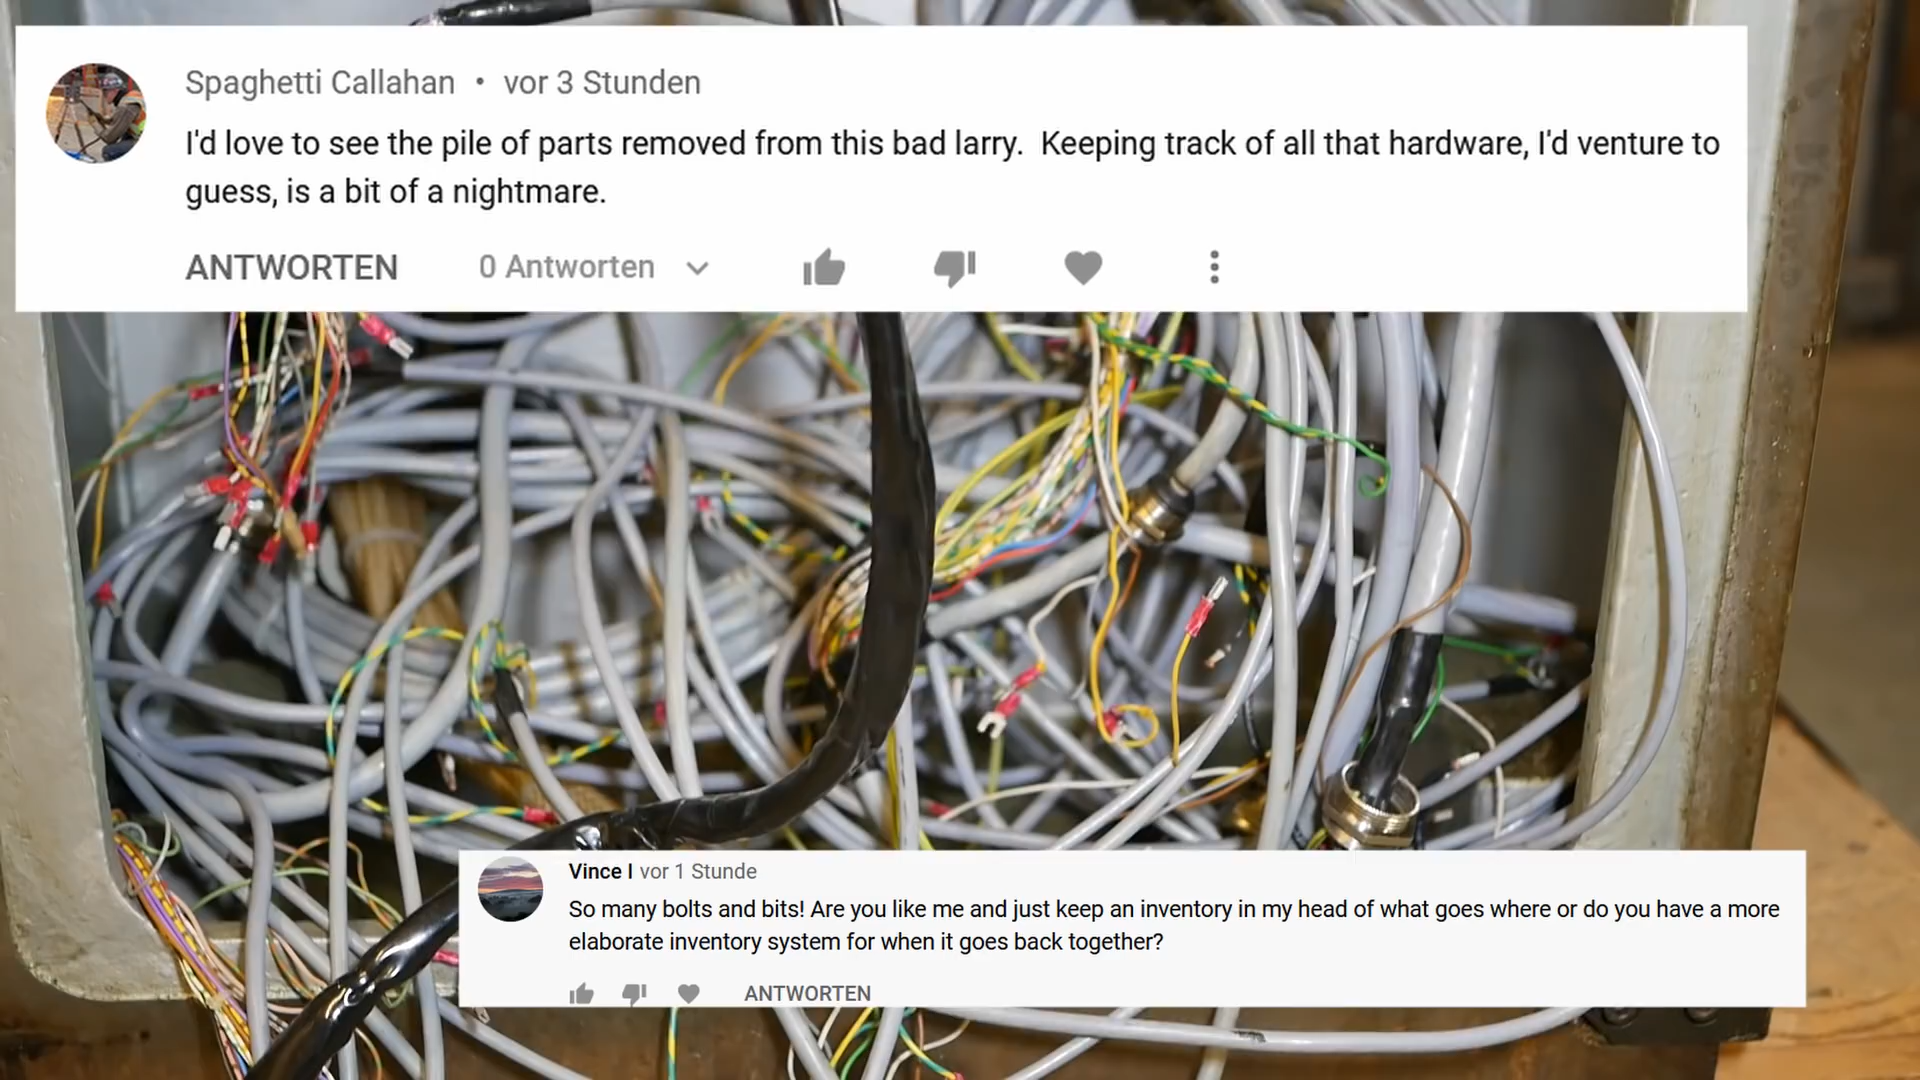 Spaghetti Callahan • vor 3 Stunden
I'd love to see the pile of parts removed from this bad larry.  Keeping track of all that hardware, I'd venture to
guess, is a bit of a nightmare.
ANTWORTEN 0 Antworten
Vince I vor 1 Stunde
So many bolts and bits! Are you like me and just keep an inventory in my head of what goes where or do you have a more
elaborate inventory system for when it goes back together?
ANTWORTEN